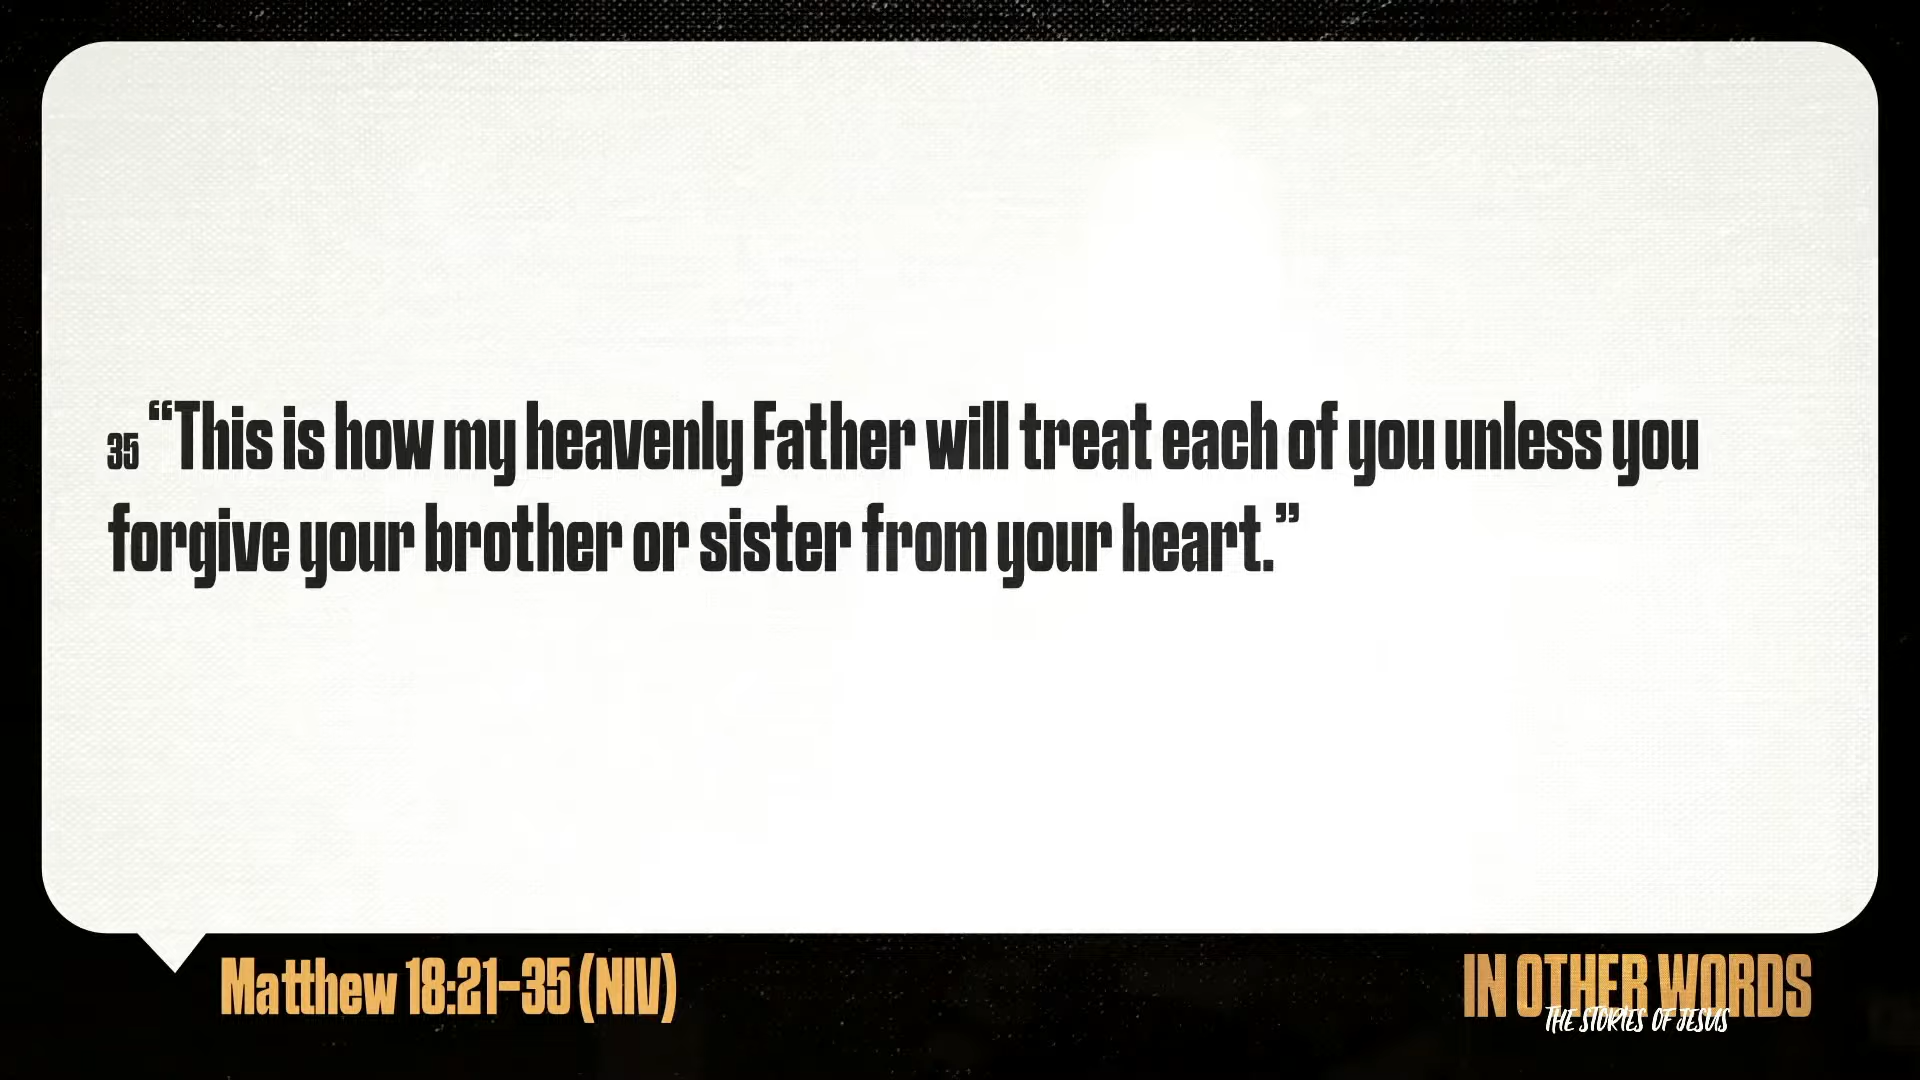 35 “This is how my heavenly Father will treat each of you unless you
forgive your brother or sister from your heart.”
Matthew 18:21-35 (NIV)
IN OTHER WORDS
THE STORIES OF JESUS